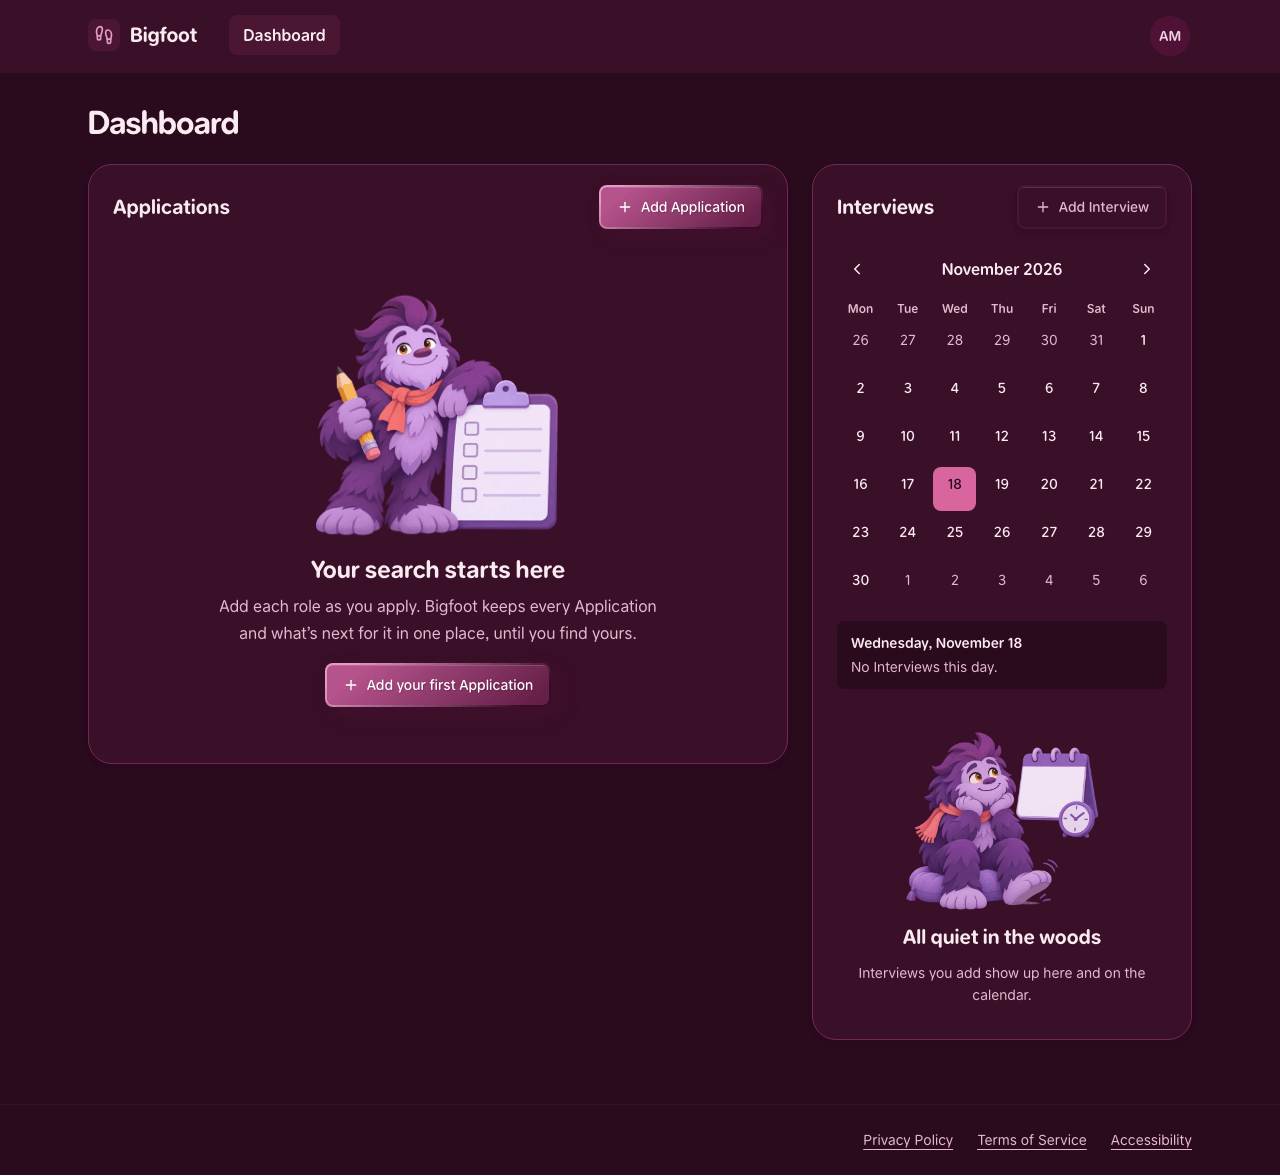 Bigfoot
Dashboard
AM
Dashboard
Applications
Add Application
Your search starts here
Add each role as you apply. Bigfoot keeps every Application
and what’s next for it in one place, until you find yours.
Add your first Application
Interviews
Add Interview
November 2026
Mon Tue Wed Thu Fri Sat Sun
26 27 28 29 30 31 1
2 3 4 5 6 7 8
9 10 11 12 13 14 15
16 17 18 19 20 21 22
23 24 25 26 27 28 29
30 1 2 3 4 5 6
Wednesday, November 18
No Interviews this day.
All quiet in the woods
Interviews you add show up here and on the
calendar.
Privacy Policy Terms of Service Accessibility